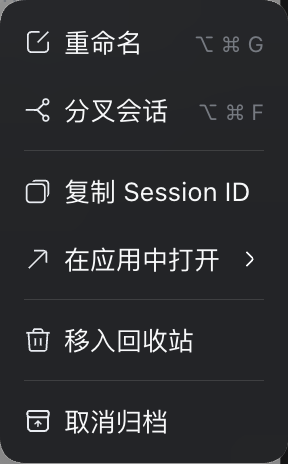 重命名 ⌥ ⌘ G
分叉会话 ⌥ ⌘ F
复制 Session ID
在应用中打开
移入回收站
取消归档